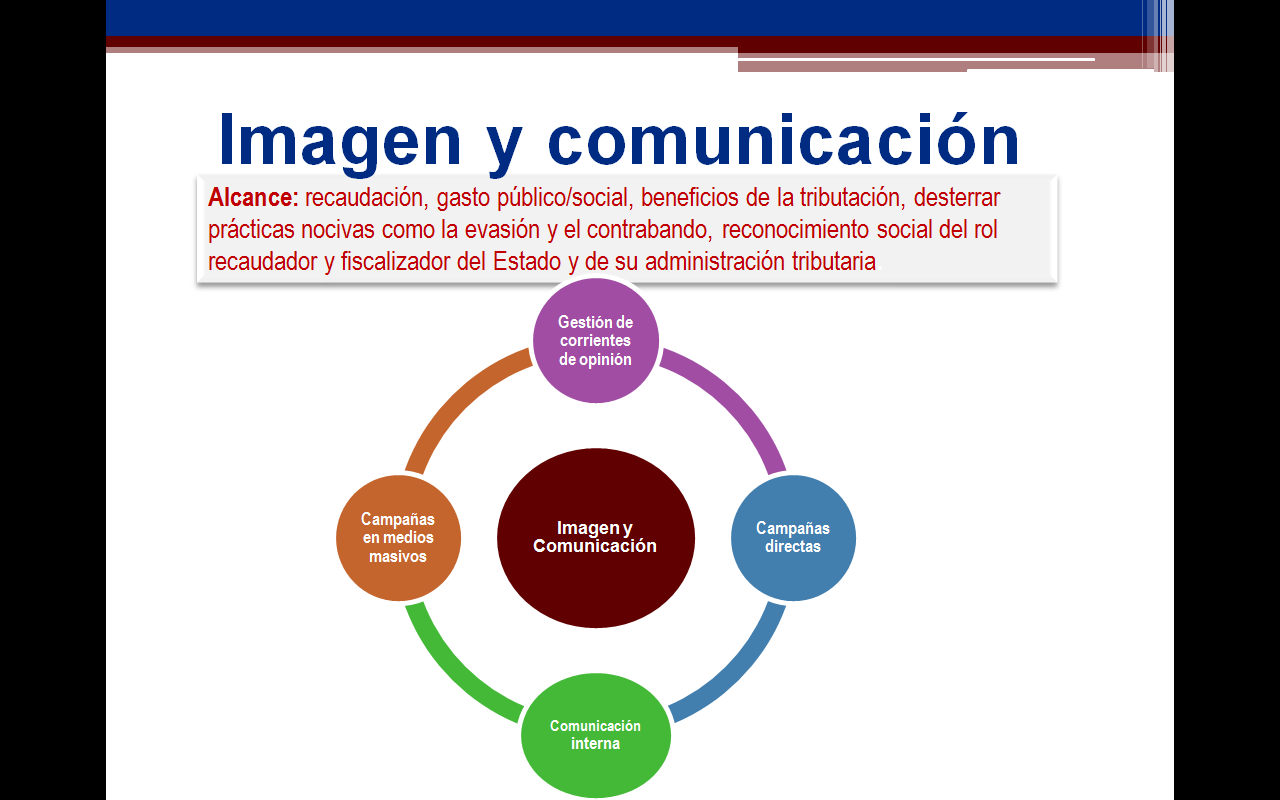 Imagen y comunicación
Alcance: recaudación, gasto público/social, beneficios de la tributación, desterrar
prácticas nocivas como la evasión y el contrabando, reconocimiento social del rol
recaudador y fiscalizador del Estado y de su administración tributaria
Gestión de
corrientes
de opinión
Campañas
en medios
masivos
Imagen y
Comunicación
Campañas
directas
Comunicación
interna